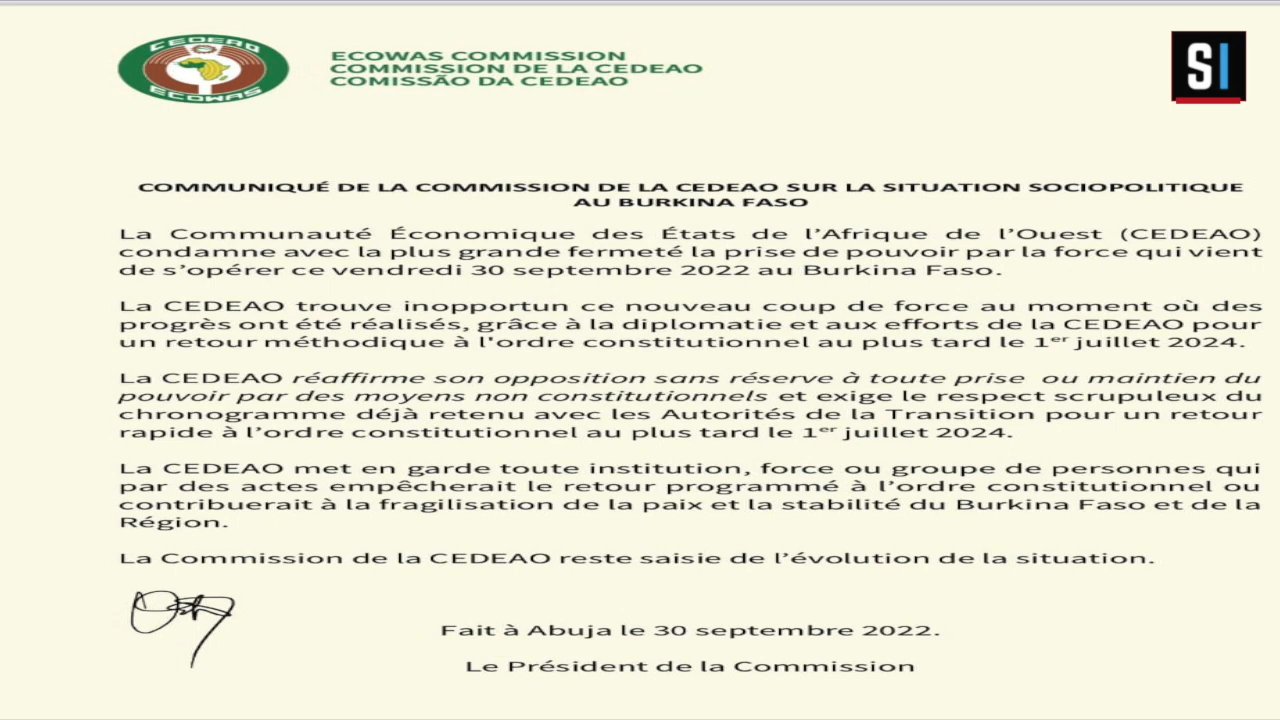 CEDEAO
ECOWAS
ECOWAS COMMISSION
COMMISSION DE LA CEDEAO
COMISSÃO DA CEDEAO
SI
COMMUNIQUÉ DE LA COMMISSION DE LA CEDEAO SUR LA SITUATION SOCIOPOLITIQUE
AU BURKINA FASO
La Communauté Économique des États de l’Afrique de l’Ouest (CEDEAO)
condamne avec la plus grande fermeté la prise de pouvoir par la force qui vient
de s’opérer ce vendredi 30 septembre 2022 au Burkina Faso.
La CEDEAO trouve inopportun ce nouveau coup de force au moment où des
progrès ont été réalisés, grâce à la diplomatie et aux efforts de la CEDEAO pour
un retour méthodique à l'ordre constitutionnel au plus tard le 1er juillet 2024.
La CEDEAO réaffirme son opposition sans réserve à toute prise ou maintien du
pouvoir par des moyens non constitutionnels et exige le respect scrupuleux du
chronogramme déjà retenu avec les Autorités de la Transition pour un retour
rapide à l’ordre constitutionnel au plus tard le 1er juillet 2024.
La CEDEAO met en garde toute institution, force ou groupe de personnes qui
par des actes empêcherait le retour programmé à l’ordre constitutionnel ou
contribuerait à la fragilisation de la paix et la stabilité du Burkina Faso et de la
Région.
La Commission de la CEDEAO reste saisie de l’évolution de la situation.
Fait à Abuja le 30 septembre 2022.
Le Président de la Commission